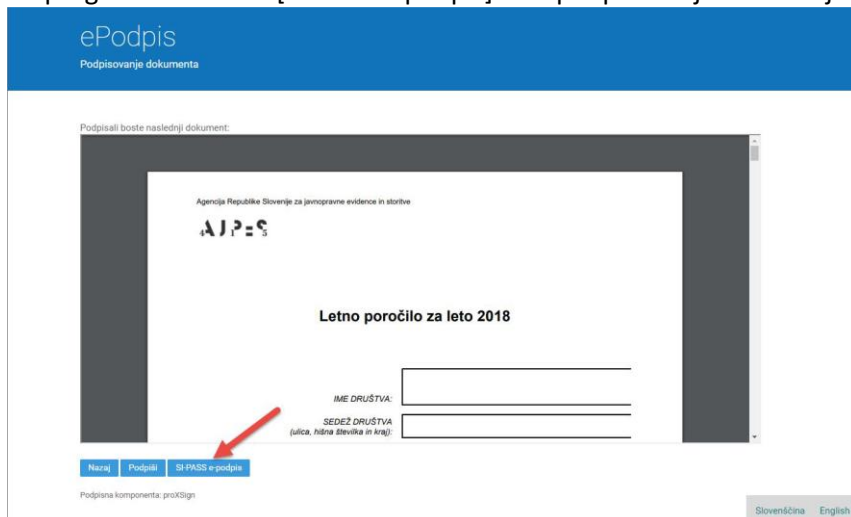 ePodpis
Podpisovanje dokumenta
Podpisali boste naslednji dokument:
Agencija Republike Slovenije za javnopravne evidence in storitve
AJPES
Letno poročilo za leto 2018
IME DRUŠTVA:
SEDEŽ DRUŠTVA
(ulica, hišna številka in kraj):
Nazaj Podpiši SI-PASS e-podpis
Podpisna komponenta: proXSign
Slovenščina English